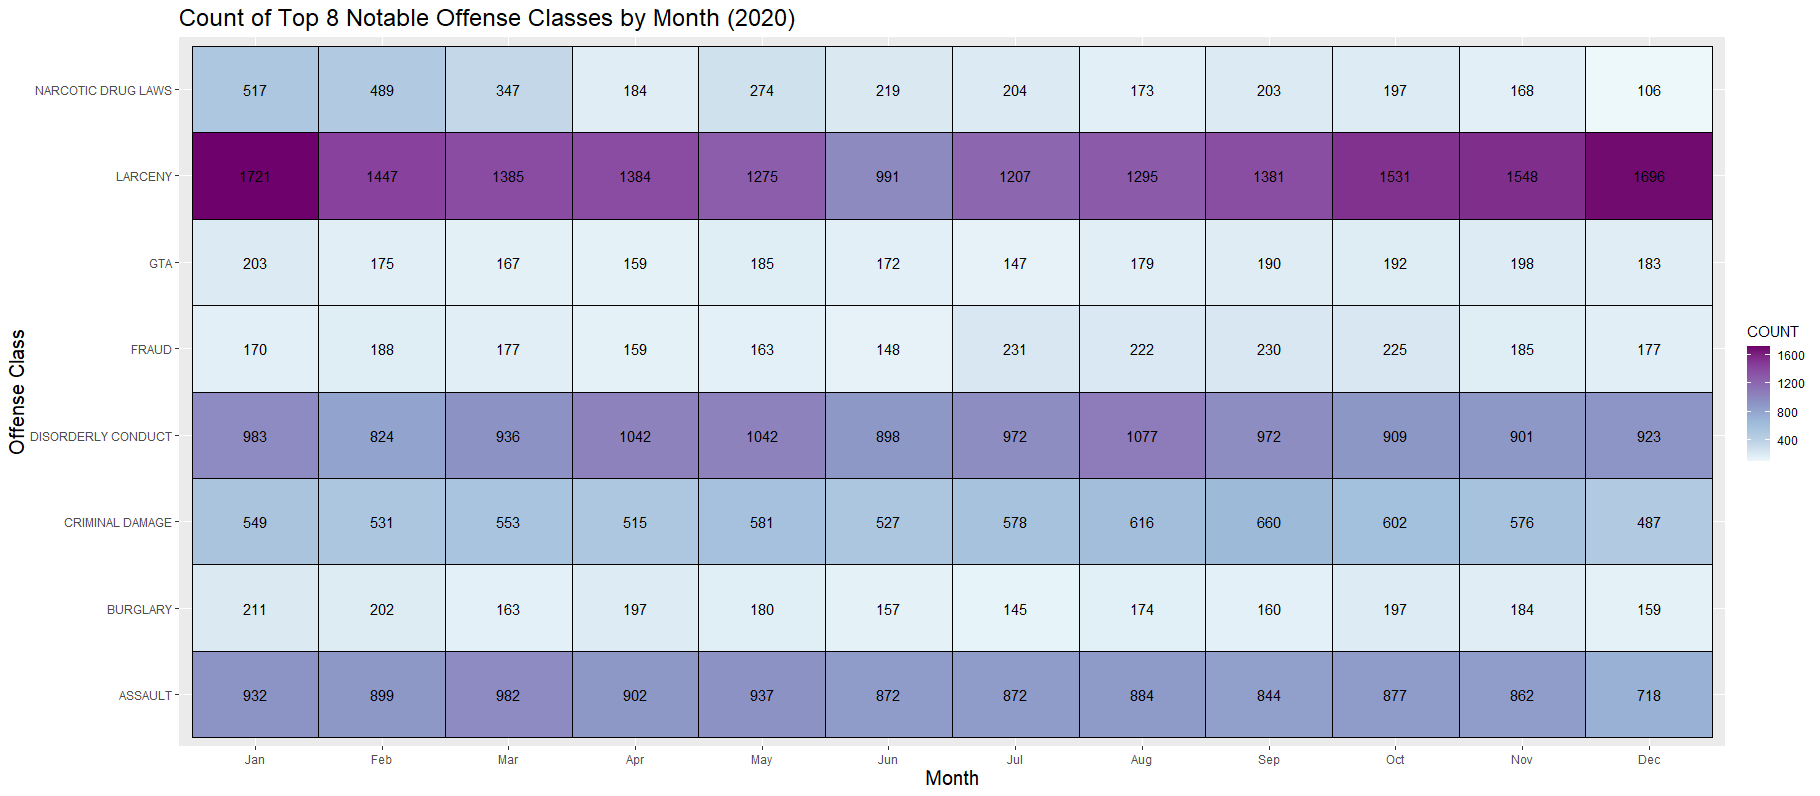 Count of Top 8 Notable Offense Classes by Month (2020)
Offense Class
NARCOTIC DRUG LAWS 517 489 347 184 274 219 204 173 203 197 168 106
LARCENY 1721 1447 1385 1384 1275 991 1207 1295 1381 1531 1548 1696
GTA 203 175 167 159 185 172 147 179 190 192 198 183
FRAUD 170 188 177 159 163 148 231 222 230 225 185 177
DISORDERLY CONDUCT 983 824 936 1042 1042 898 972 1077 972 909 901 923
CRIMINAL DAMAGE 549 531 553 515 581 527 578 616 660 602 576 487
BURGLARY 211 202 163 197 180 157 145 174 160 197 184 159
ASSAULT 932 899 982 902 937 872 872 884 844 877 862 718
Jan Feb Mar Apr May Jun Jul Aug Sep Oct Nov Dec
Month
COUNT
1600
1200
800
400